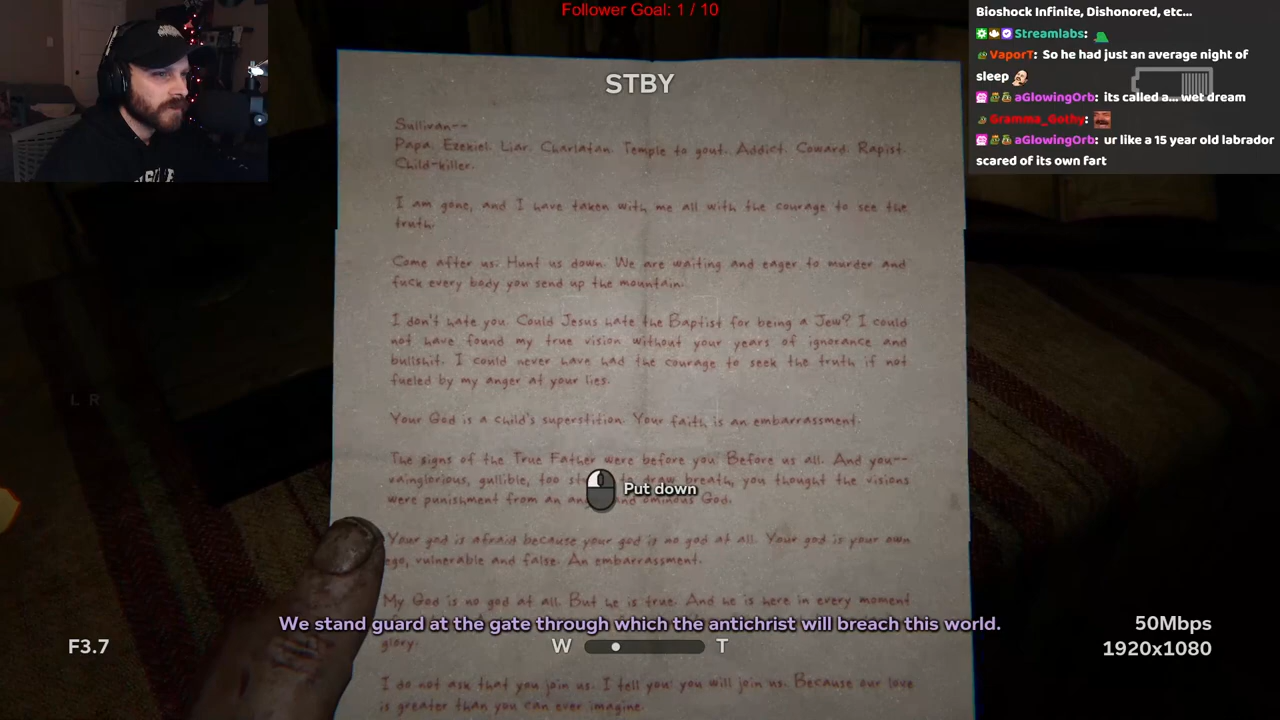 Follower Goal: 1 / 10
Bioshock Infinite, Dishonored, etc...
Streamlabs:
VaporT: So he had just an average night of
sleep
aGlowingOrb: its called a... wet dream
Gramma_Gothy:
aGlowingOrb: ur like a 15 year old labrador
scared of its own fart
STBY
Sullivan--
Papa. Ezekiel. Liar. Charlatan. Temple to gout. Addict. Coward. Rapist.
Child-killer.
I am gone, and I have taken with me all with the courage to see the
truth.
Come after us. Hunt us down. We are waiting and eager to murder and
fuck every body you send up the mountain.
I don't hate you. Could Jesus hate the Baptist for being a Jew? I could
not have found my true vision without your years of ignorance and
bullshit. I could never have had the courage to seek the truth if not
fueled by my anger at your lies.
Your God is a child's superstition. Your faith is an embarrassment.
The signs of the True Father were before you. Before us all. And you--
vainglorious, gullible, too to draw breath, you thought the visions
were punishment from an and ominous God.
Put down
Your god is afraid because your god is no god at all. Your god is your own
ego, vulnerable and false. An embarrassment.
My God is no god at all. But he is true. And he is here in every moment
We stand guard at the gate through which the antichrist will breach this world.
glory.
I do not ask that you join us. I tell you: you will join us. Because our love
is greater than you can ever imagine.
L R
F3.7
W T
50Mbps
1920x1080